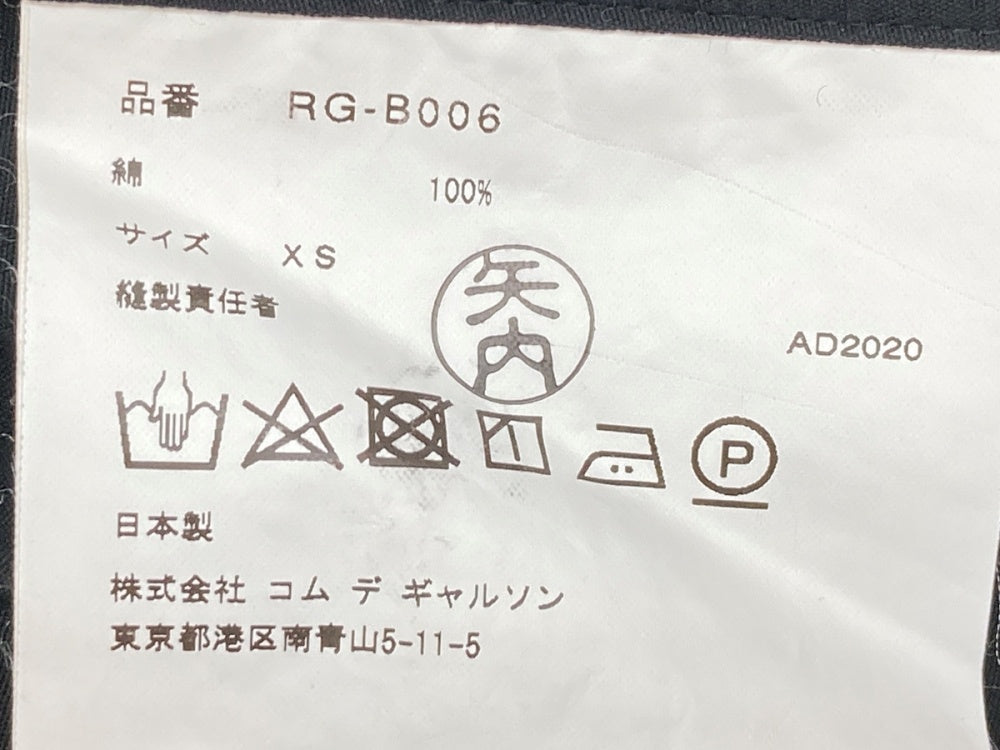 品番 RG-B006
綿 100%
サイズ XS
縫製責任者
矢内
AD2020
P
日本製
株式会社 コム デ ギャルソン
東京都港区南青山5-11-5